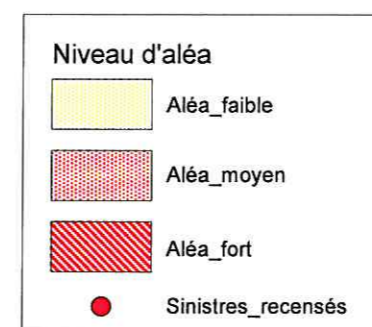 Niveau d'aléa
Aléa_faible
Aléa_moyen
Aléa_fort
Sinistres_recensés